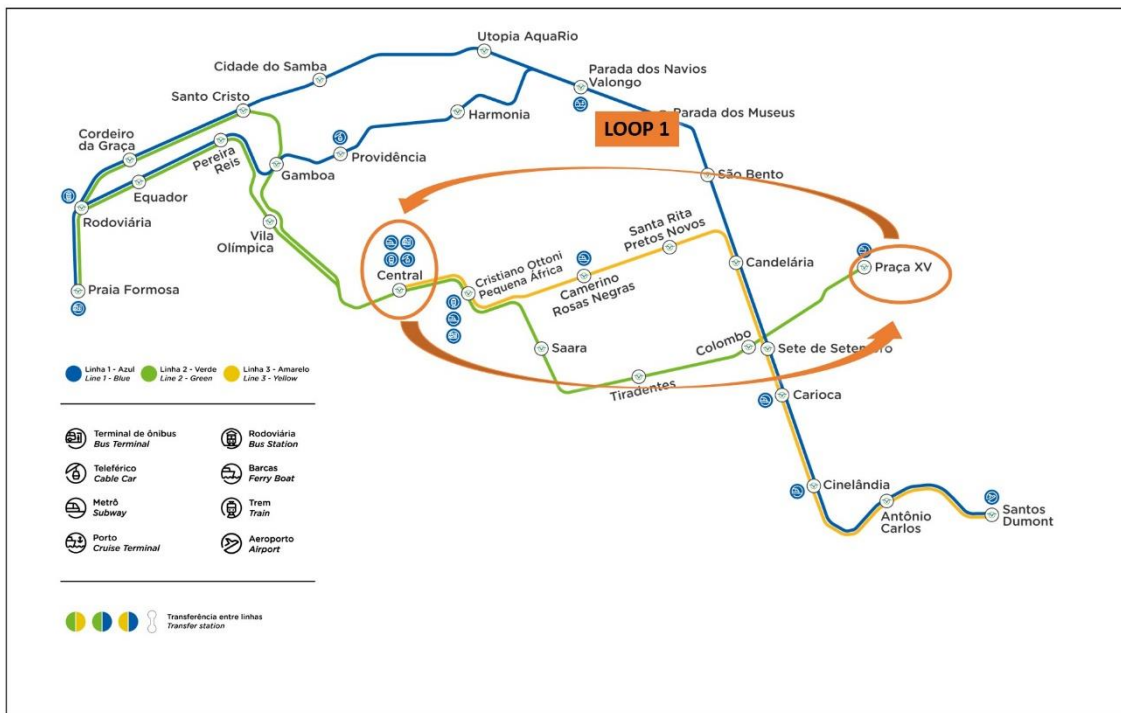 Utopia AquaRio
Cidade do Samba
Parada dos Navios
Valongo
Santo Cristo
Parada dos Museus
LOOP 1
Harmonia
Cordeiro
da Graça
Pereira
Reis
Providência
Gamboa
São Bento
Equador
Rodoviária
Vila
Olímpica
Santa Rita
Pretos Novos
Central
Cristiano Ottoni
Pequena África
Camerino
Rosas Negras
Candelária
Praça XV
Praia Formosa
Saara
Colombo
Sete de Setembro
Tiradentes
Carioca
Cinelândia
Antônio
Carlos
Santos
Dumont
Linha 1 - Azul
Line 1 - Blue
Linha 2 - Verde
Line 2 - Green
Linha 3 - Amarelo
Line 3 - Yellow
Terminal de ônibus
Bus Terminal
Rodoviária
Bus Station
Teleférico
Cable Car
Barcas
Ferry Boat
Metrô
Subway
Trem
Train
Porto
Cruise Terminal
Aeroporto
Airport
Transferência entre linhas
Transfer station